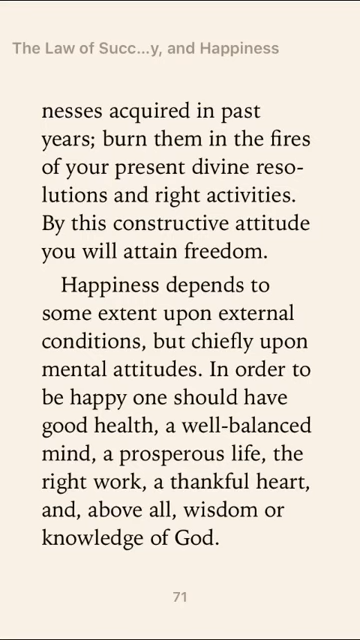 The Law of Succ...y, and Happiness
nesses acquired in past
years; burn them in the fires
of your present divine reso-
lutions and right activities.
By this constructive attitude
you will attain freedom.
Happiness depends to
some extent upon external
conditions, but chiefly upon
mental attitudes. In order to
be happy one should have
good health, a well-balanced
mind, a prosperous life, the
right work, a thankful heart,
and, above all, wisdom or
knowledge of God.
71